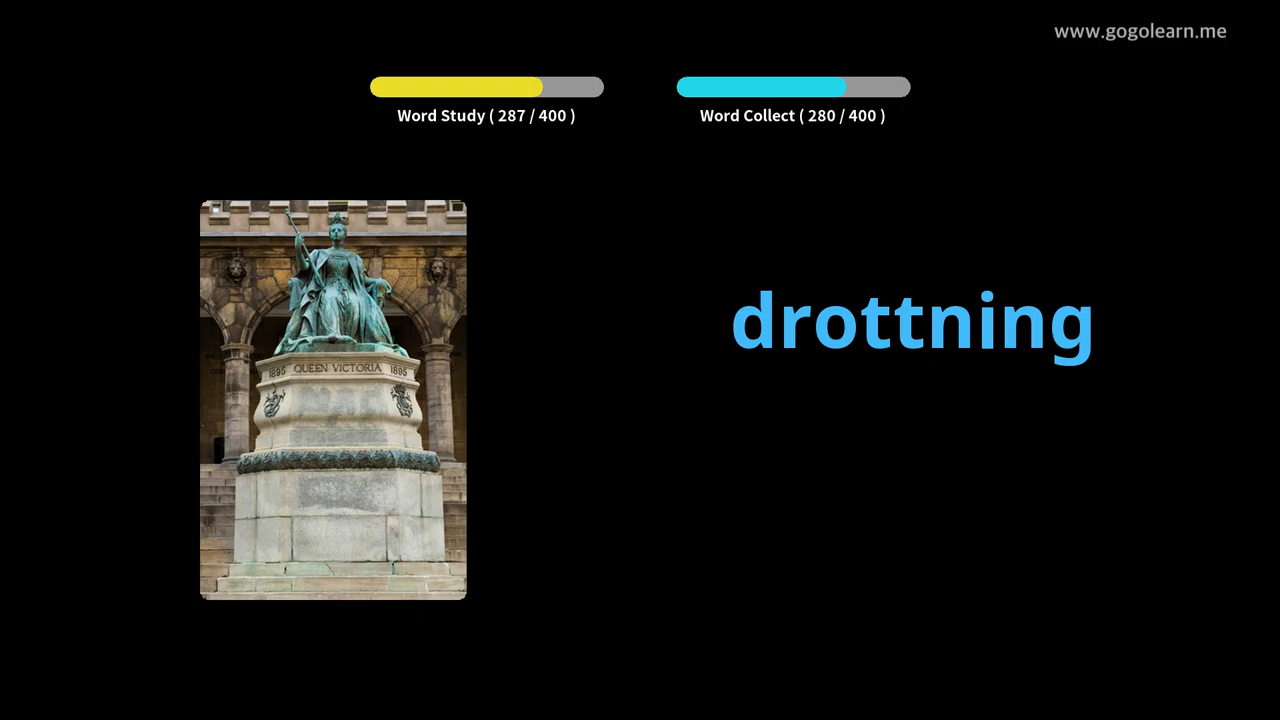 www.gogolearn.me
Word Study ( 287 / 400 )
Word Collect ( 280 / 400 )
drottning
1895 QUEEN VICTORIA 1895